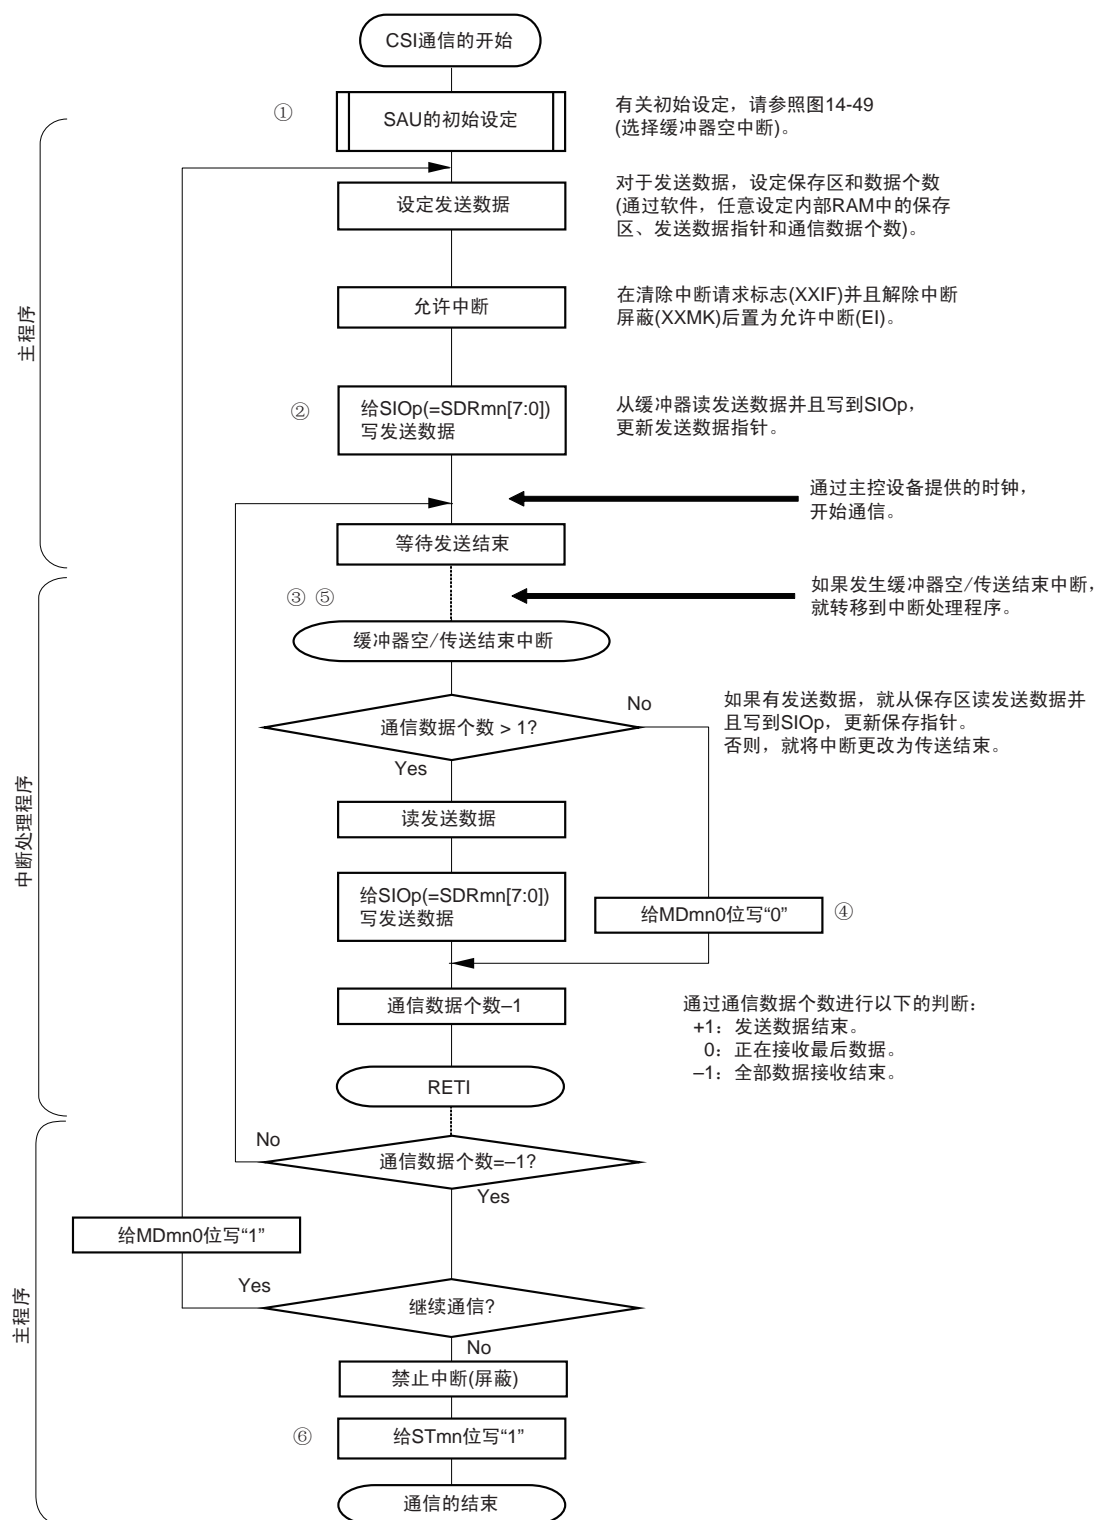 CSI通信的开始
①
SAU的初始设定
有关初始设定，请参照图14-49
(选择缓冲器空中断)。
设定发送数据
对于发送数据，设定保存区和数据个数
(通过软件，任意设定内部RAM中的保存
区、发送数据指针和通信数据个数)。
主程序
允许中断
在清除中断请求标志(XXIF)并且解除中断
屏蔽(XXMK)后置为允许中断(EI)。
②
给SIOp(=SDRmn[7:0])
写发送数据
从缓冲器读发送数据并且写到SIOp，
更新发送数据指针。
通过主控设备提供的时钟，
开始通信。
等待发送结束
③ ⑤
如果发生缓冲器空/传送结束中断，
就转移到中断处理程序。
缓冲器空/传送结束中断
通信数据个数 > 1?
No
Yes
如果有发送数据，就从保存区读发送数据并
且写到SIOp，更新保存指针。
否则，就将中断更改为传送结束。
中断处理程序
读发送数据
给SIOp(=SDRmn[7:0])
写发送数据
给MDmn0位写“0”
④
通信数据个数–1
通过通信数据个数进行以下的判断：
+1：发送数据结束。
0：正在接收最后数据。
–1：全部数据接收结束。
RETI
No
通信数据个数=–1?
Yes
给MDmn0位写“1”
Yes
继续通信?
No
主程序
禁止中断(屏蔽)
⑥
给STmn位写“1”
通信的结束